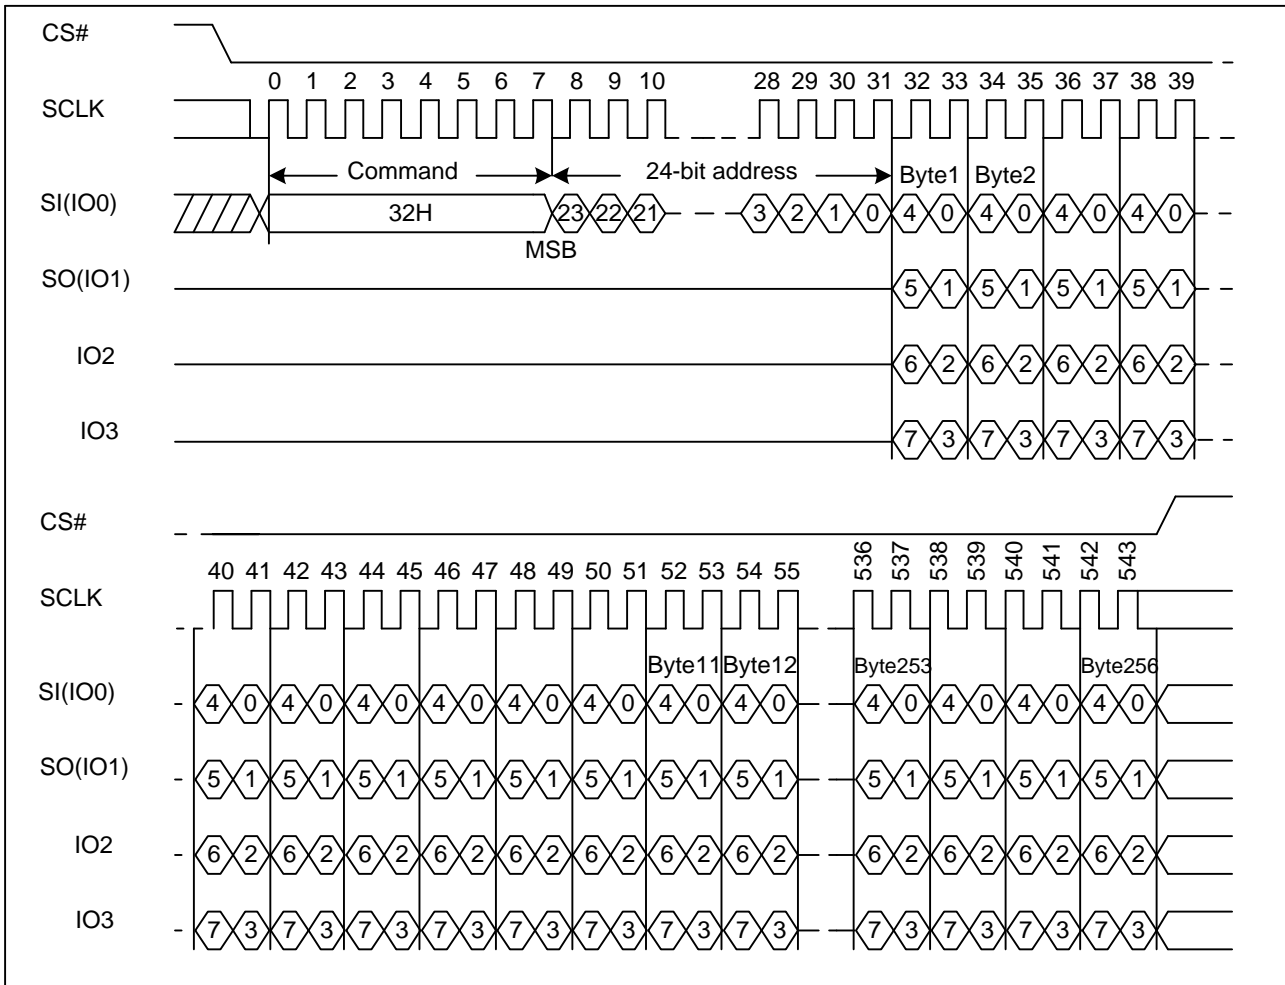 CS#
0 1 2 3 4 5 6 7 8 9 10 28 29 30 31 32 33 34 35 36 37 38 39
SCLK
Command 24-bit address Byte1 Byte2
SI(IO0) 32H 23 22 21 3 2 1 0 4 0 4 0 4 0 4 0
MSB
SO(IO1) 5 1 5 1 5 1 5 1
IO2 6 2 6 2 6 2 6 2
IO3 7 3 7 3 7 3 7 3
CS#
40 41 42 43 44 45 46 47 48 49 50 51 52 53 54 55 536 537 538 539 540 541 542 543
SCLK
Byte11 Byte12 Byte253 Byte256
SI(IO0) 4 0 4 0 4 0 4 0 4 0 4 0 4 0 4 0 4 0 4 0 4 0 4 0
SO(IO1) 5 1 5 1 5 1 5 1 5 1 5 1 5 1 5 1 5 1 5 1 5 1 5 1
IO2 6 2 6 2 6 2 6 2 6 2 6 2 6 2 6 2 6 2 6 2 6 2 6 2
IO3 7 3 7 3 7 3 7 3 7 3 7 3 7 3 7 3 7 3 7 3 7 3 7 3